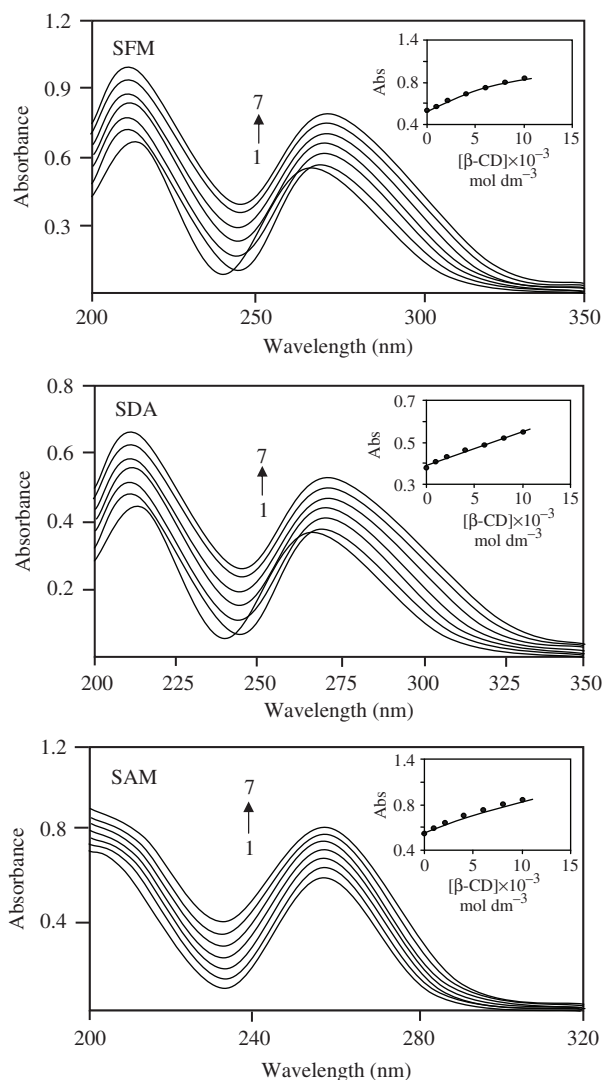 1.2
SFM
0.9
0.6
0.3
Absorbance
7
1
1.4
0.8
0.4
Abs
0 5 10 15
[β-CD]×10⁻³
mol dm⁻³
200 250 300 350
Wavelength (nm)
0.8
SDA
0.6
0.4
0.2
Absorbance
7
1
0.7
0.5
0.3
Abs
0 5 10 15
[β-CD]×10⁻³
mol dm⁻³
200 225 250 275 300 325 350
Wavelength (nm)
1.2
SAM
0.8
0.4
Absorbance
7
1
1.4
0.8
0.4
Abs
0 5 10 15
[β-CD]×10⁻³
mol dm⁻³
200 240 280 320
Wavelength (nm)